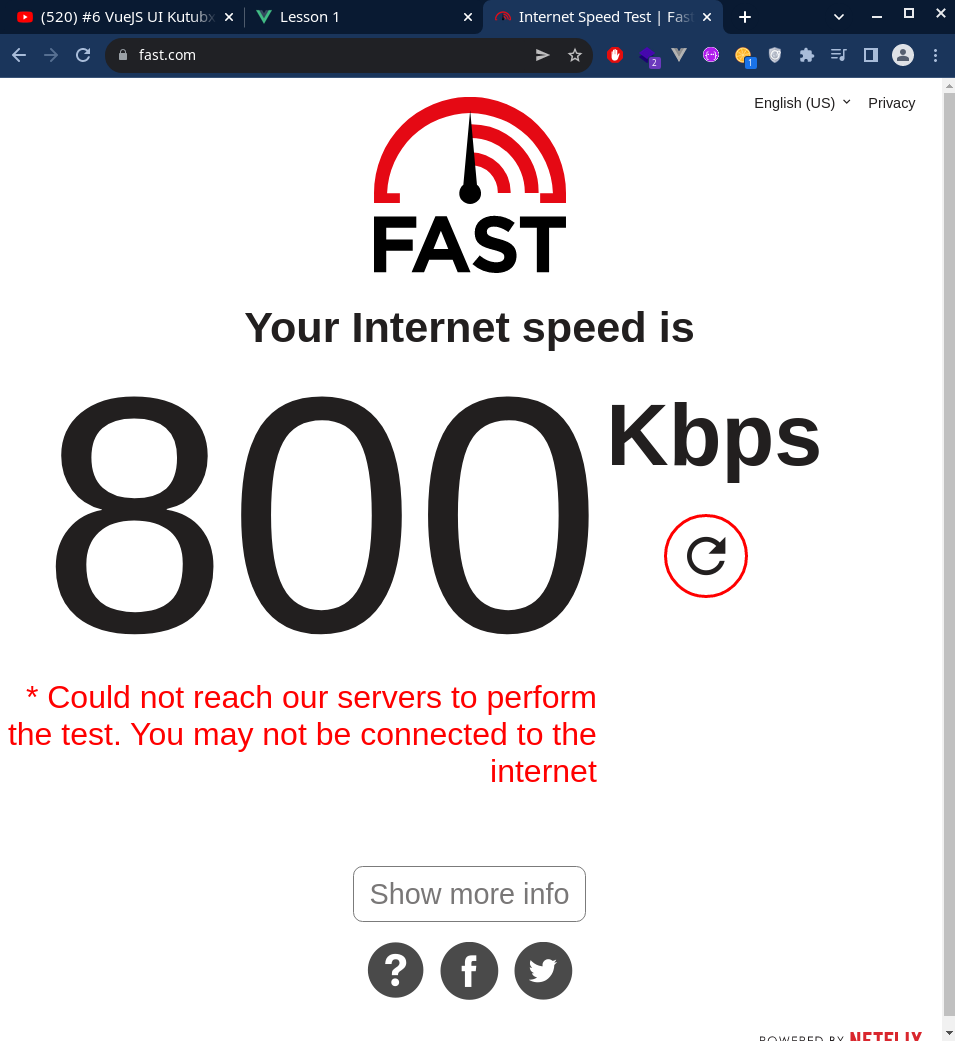 (520) #6 VueJS UI Kutubx
Lesson 1
Internet Speed Test | Fast
fast.com
2
1
English (US)
Privacy
FAST
Your Internet speed is
800 Kbps
* Could not reach our servers to perform
the test. You may not be connected to the
internet
Show more info
POWERED BY NETFLIX